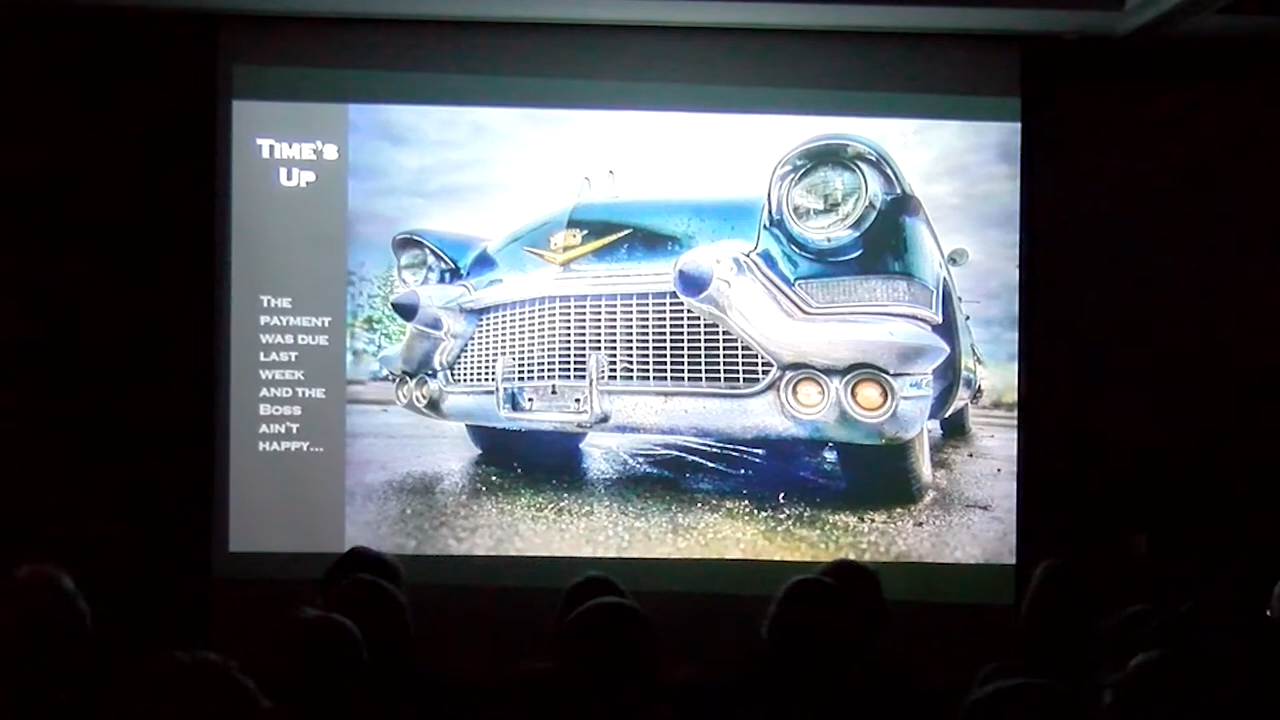 Time's
Up
The
payment
was due
last
week
and the
Boss
ain't
happy...